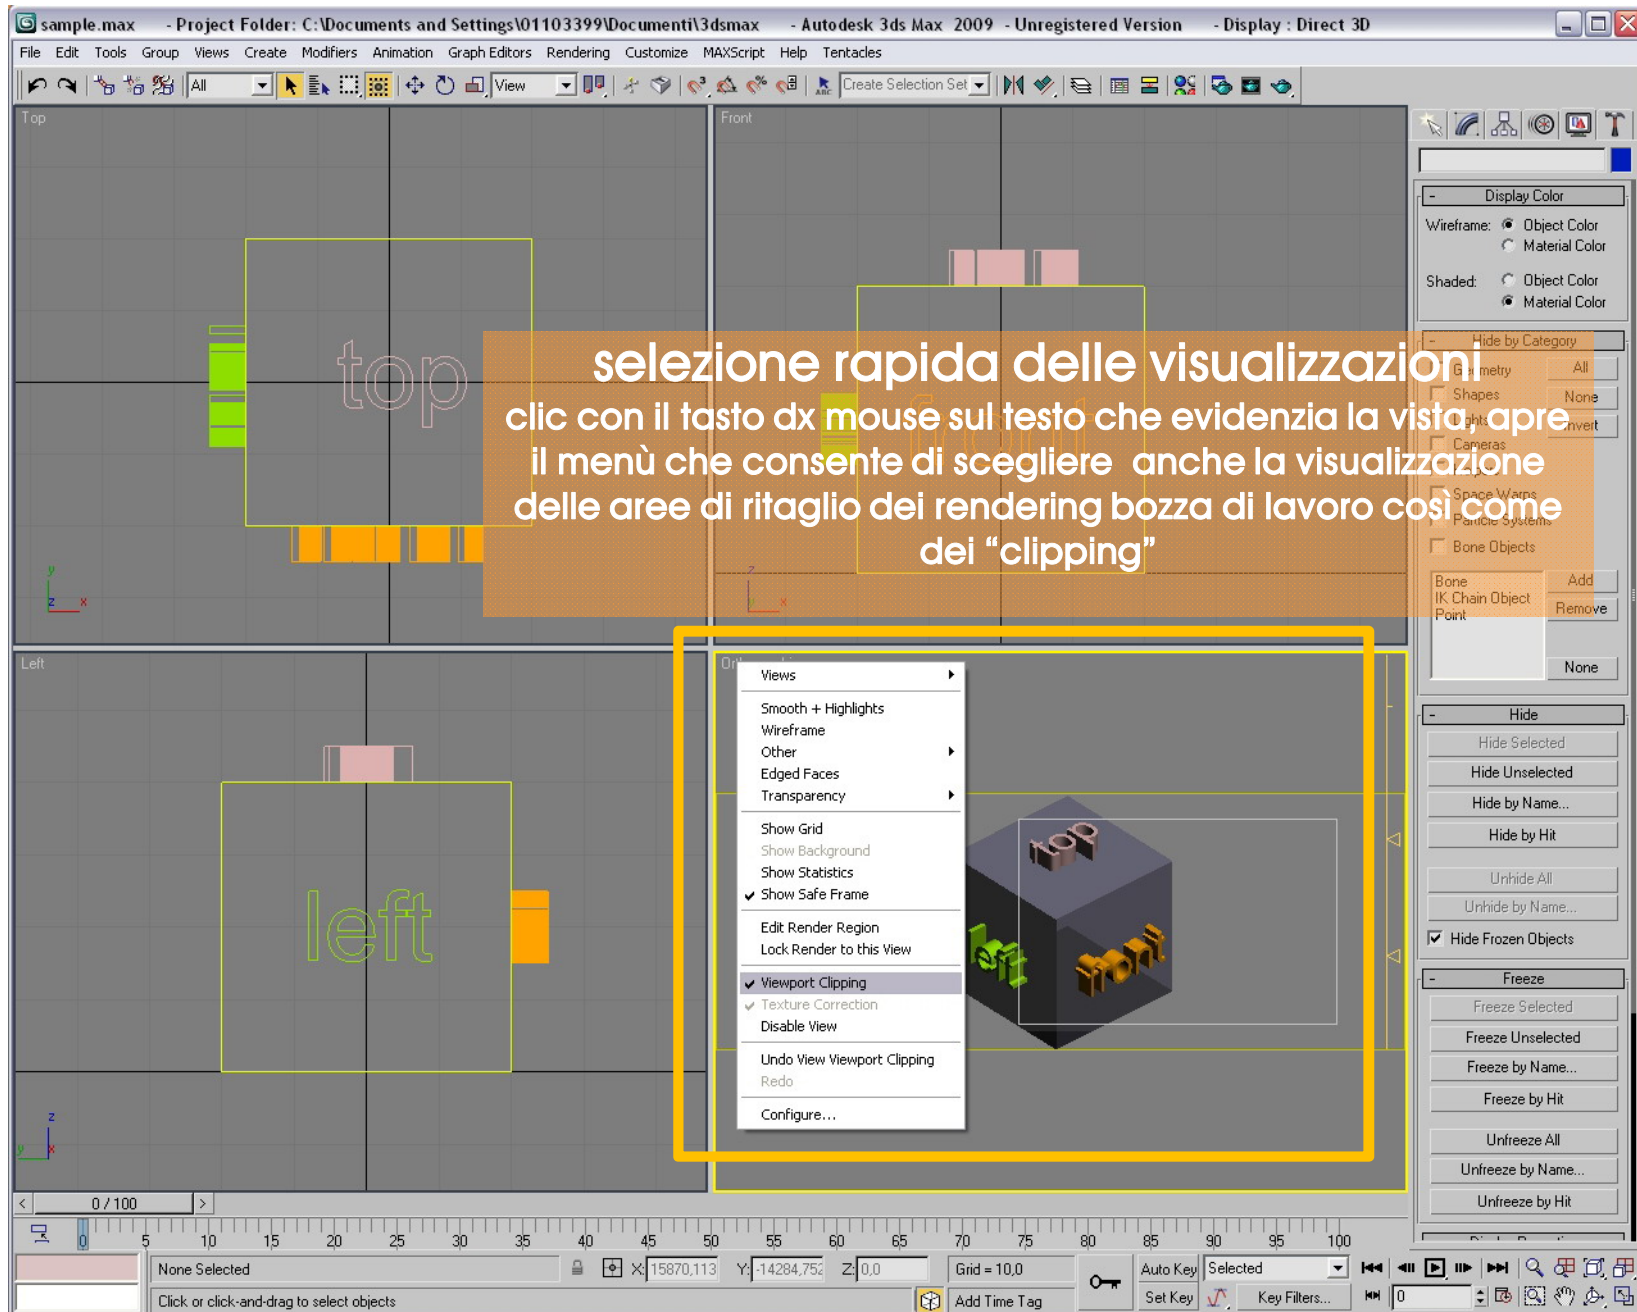 sample.max - Project Folder: C:\Documents and Settings\01103399\Documenti\3dsmax - Autodesk 3ds Max 2009 - Unregistered Version - Display : Direct 3D
File Edit Tools Group Views Create Modifiers Animation Graph Editors Rendering Customize MAXScript Help Tentacles
All View ABC Create Selection Set
Top
Front
top
y
z x
z
x
selezione rapida delle visualizzazioni
clic con il tasto dx mouse sul testo che evidenzia la vista, apre
il menù che consente di scegliere anche la visualizzazione
delle aree di ritaglio dei rendering bozza di lavoro così come
dei “clipping”
Left
left
z
y x
Views
Smooth + Highlights
Wireframe
Other
Edged Faces
Transparency
Show Grid
Show Background
Show Statistics
Show Safe Frame
Edit Render Region
Lock Render to this View
Viewport Clipping
Texture Correction
Disable View
Undo View Viewport Clipping
Redo
Configure...
top
left
front
- Display Color
Wireframe: Object Color
Material Color
Shaded: Object Color
Material Color
- Hide by Category
Geometry All
Shapes None
Lights Invert
Cameras
Space Warps
Particle Systems
Bone Objects
Bone Add
IK Chain Object
Point Remove
None
- Hide
Hide Selected
Hide Unselected
Hide by Name...
Hide by Hit
Unhide All
Unhide by Name...
Hide Frozen Objects
- Freeze
Freeze Selected
Freeze Unselected
Freeze by Name...
Freeze by Hit
Unfreeze All
Unfreeze by Name...
Unfreeze by Hit
< 0 / 100 >
0 5 10 15 20 25 30 35 40 45 50 55 60 65 70 75 80 85 90 95 100
None Selected X: 15870,113 Y: -14284,752 Z: 0,0 Grid = 10,0 Auto Key Selected
Click or click-and-drag to select objects Add Time Tag Set Key Key Filters... 0